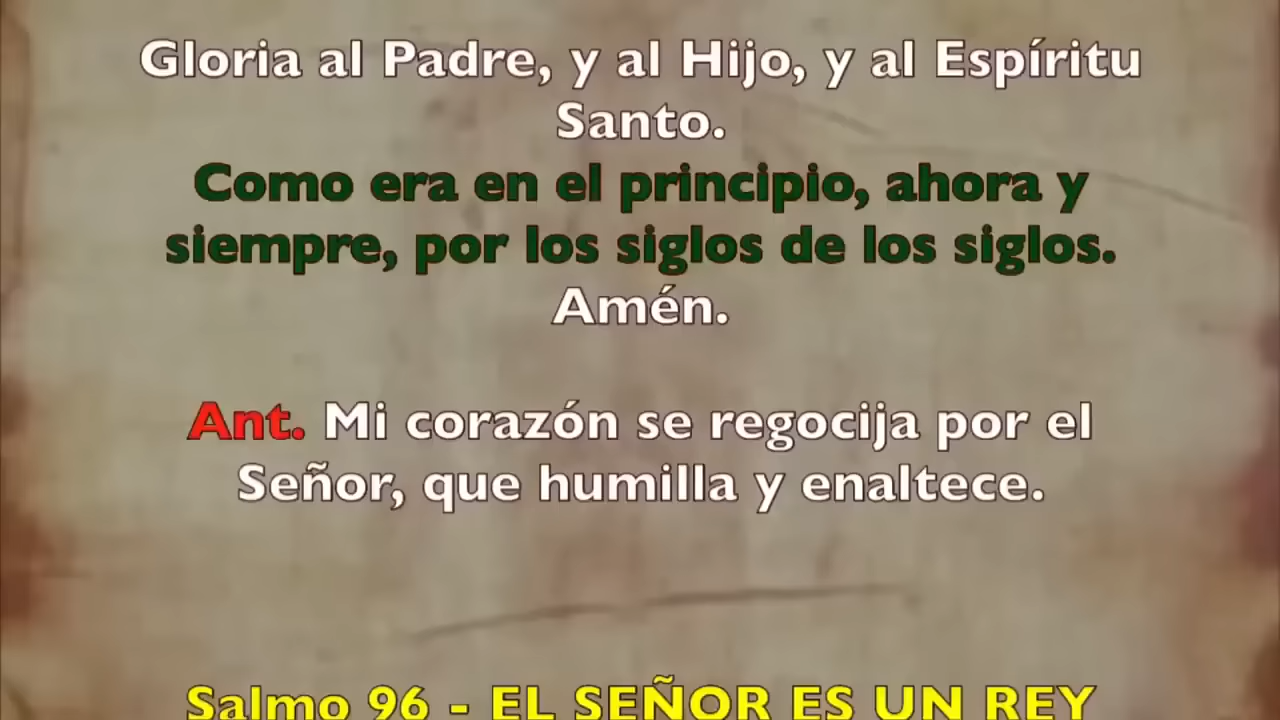 Gloria al Padre, y al Hijo, y al Espíritu
Santo.
Como era en el principio, ahora y
siempre, por los siglos de los siglos.
Amén.
Ant. Mi corazón se regocija por el
Señor, que humilla y enaltece.
Salmo 96 - EL SEÑOR ES UN REY